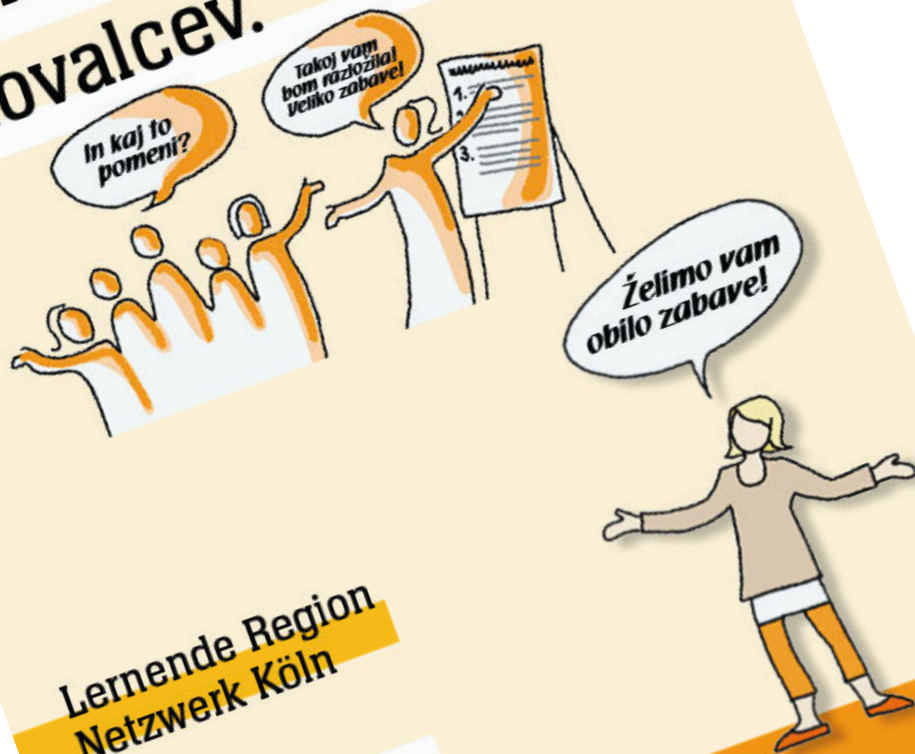 ovalcev.
In kaj to
pomeni?
Takoj vam
bom razložila!
Veliko zabave!
1.
3.
Želimo vam
obilo zabave!
Lernende Region
Netzwerk Köln